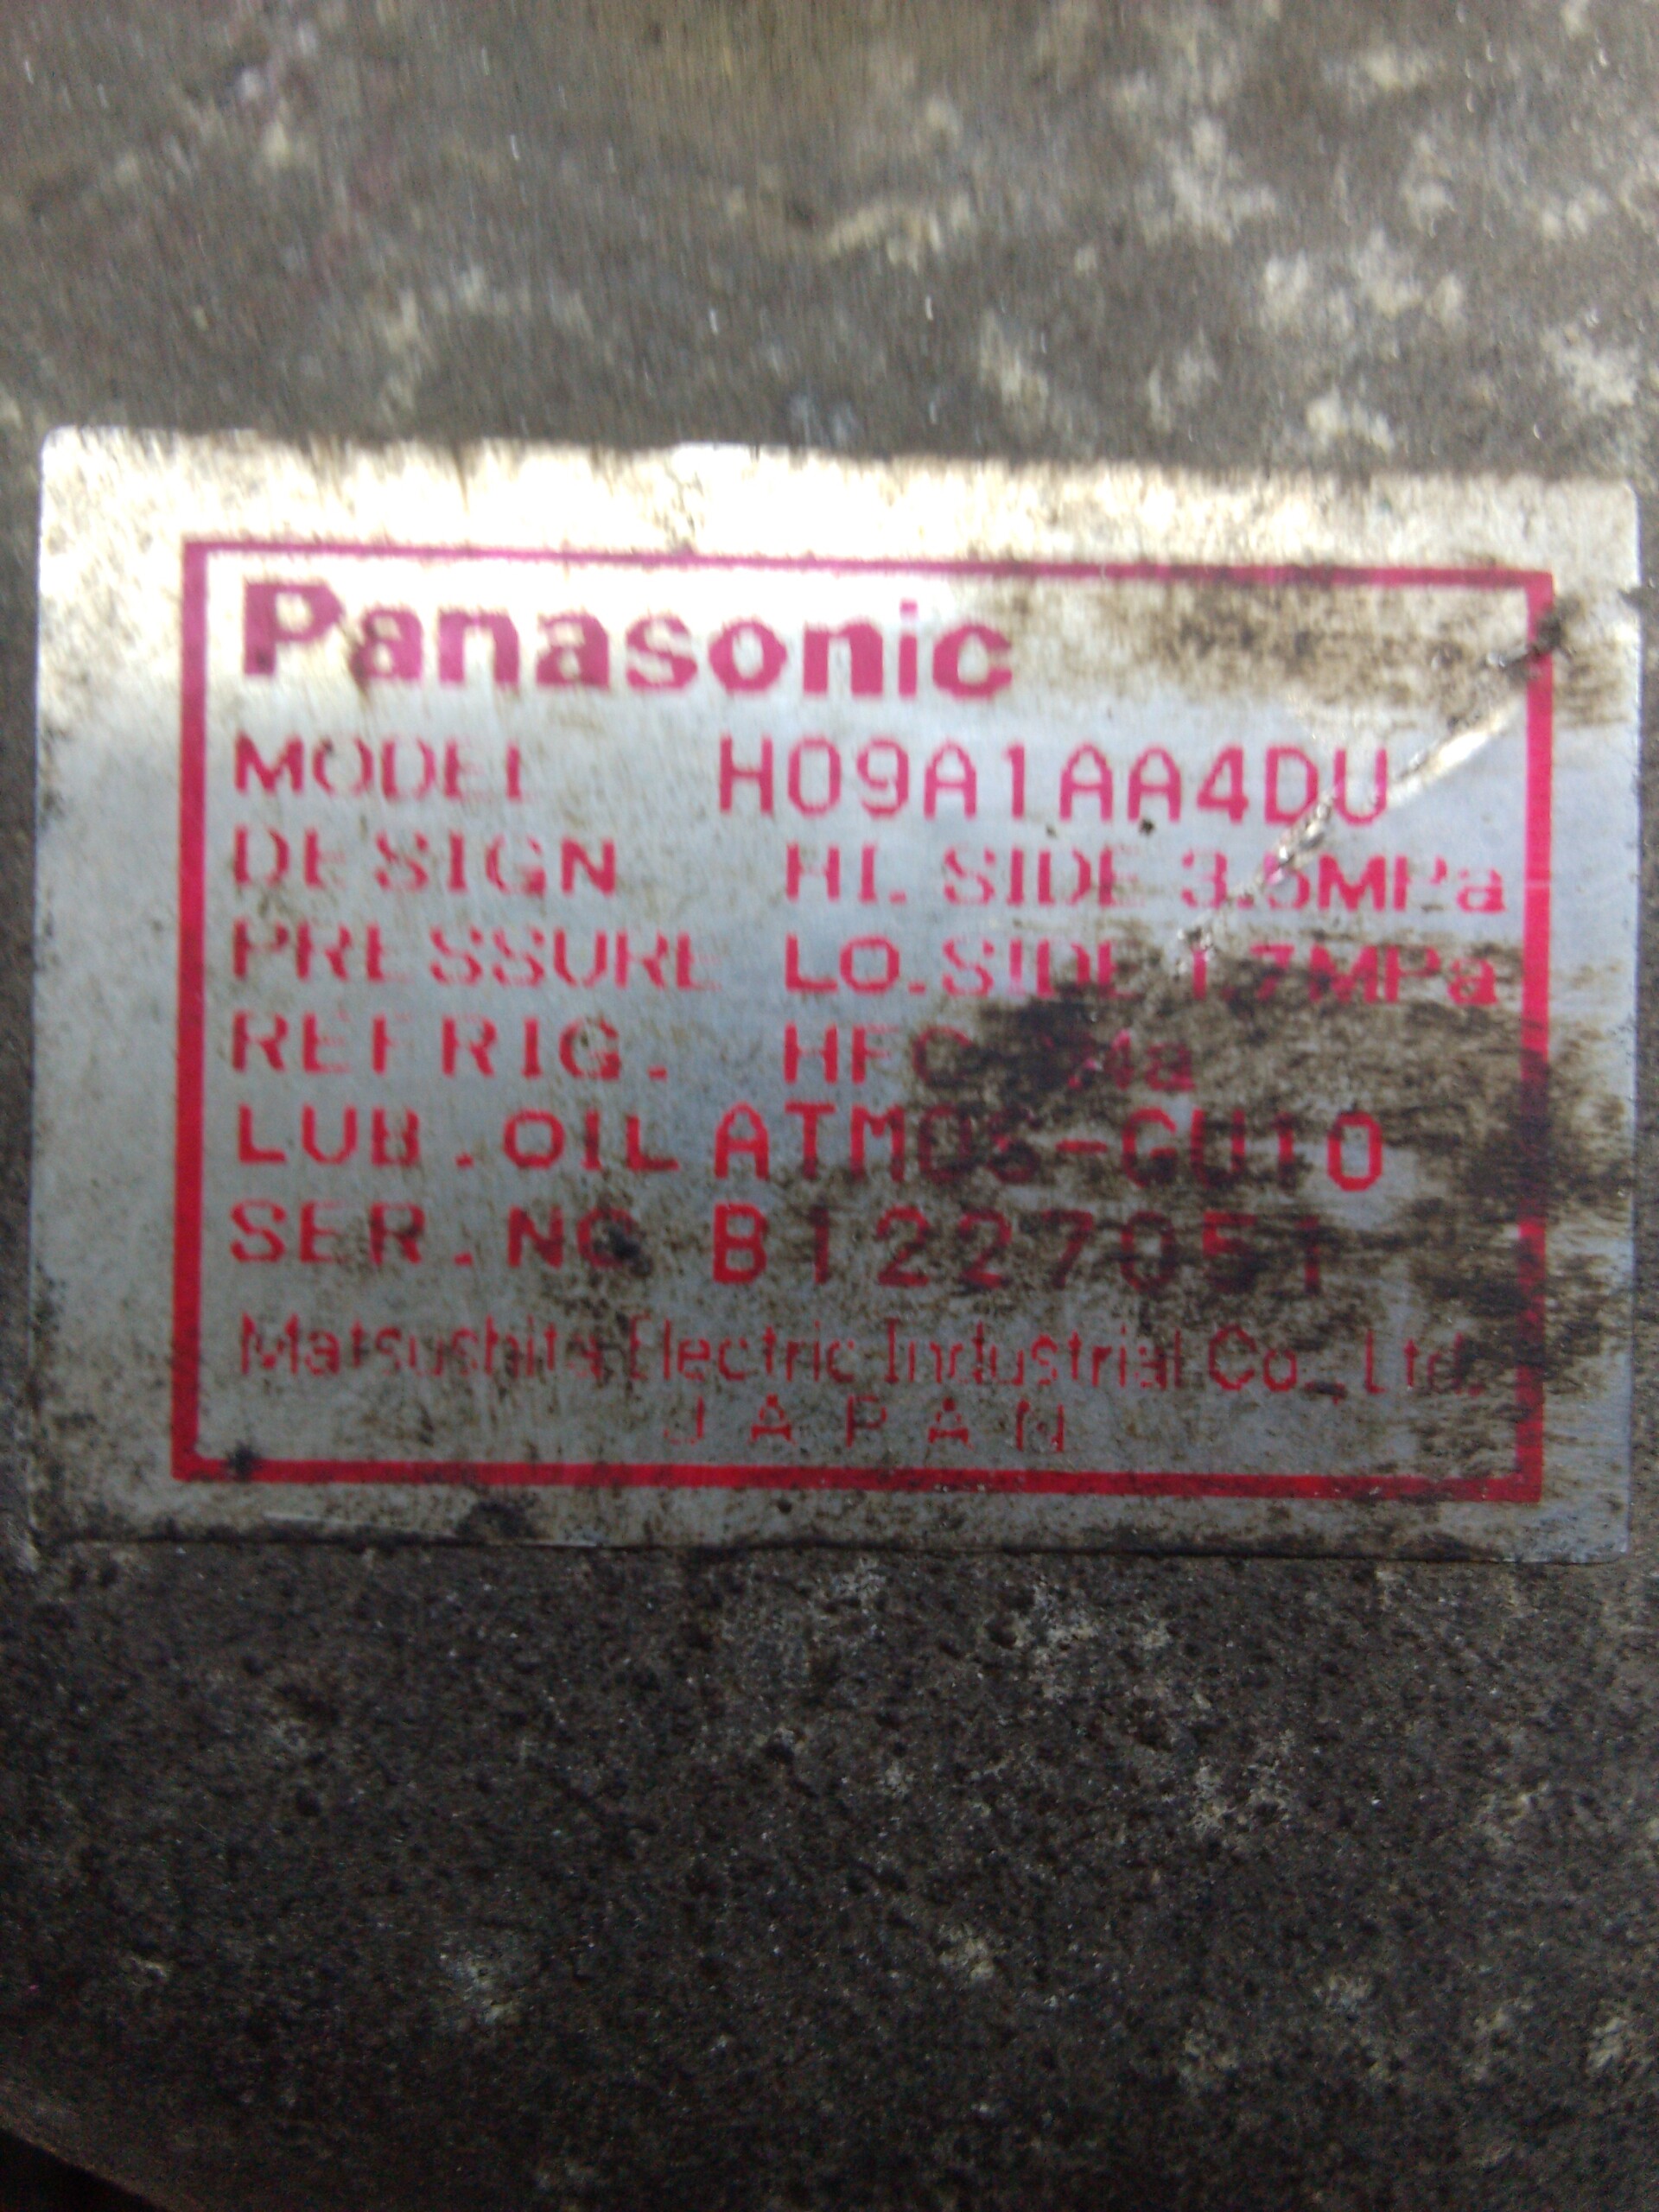 Panasonic
MODEL H09A1AA4DU
DESIGN HI. SIDE 3.5MPa
PRESSURE LO. SIDE 1.7MPa
REFRIG.
LUB. OIL ATMOS-GU10
SER. NO B1227051
Matsushita Electric Industrial Co., Ltd.
JAPAN